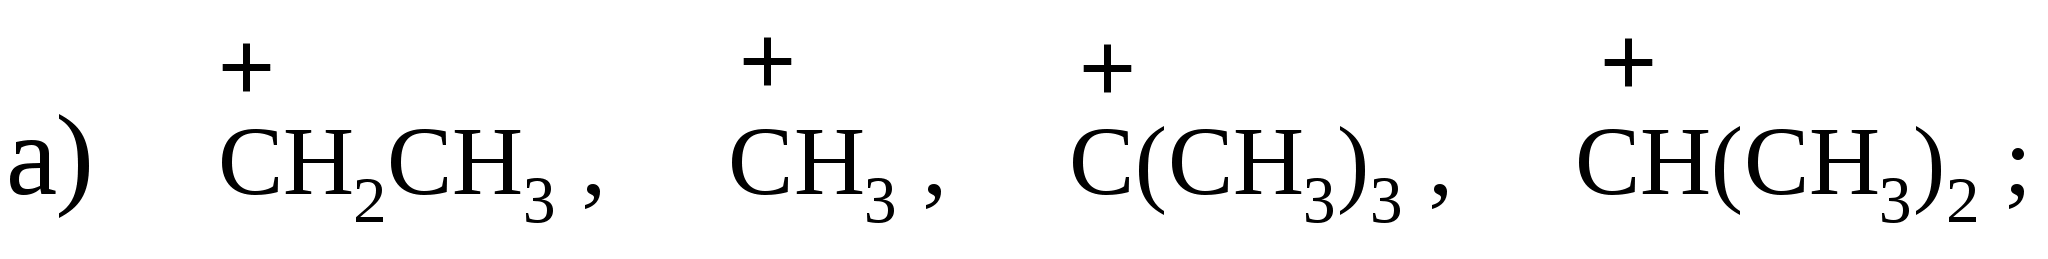 + + + +
а) CH₂CH₃ , CH₃ , C(CH₃)₃ , CH(CH₃)₂ ;